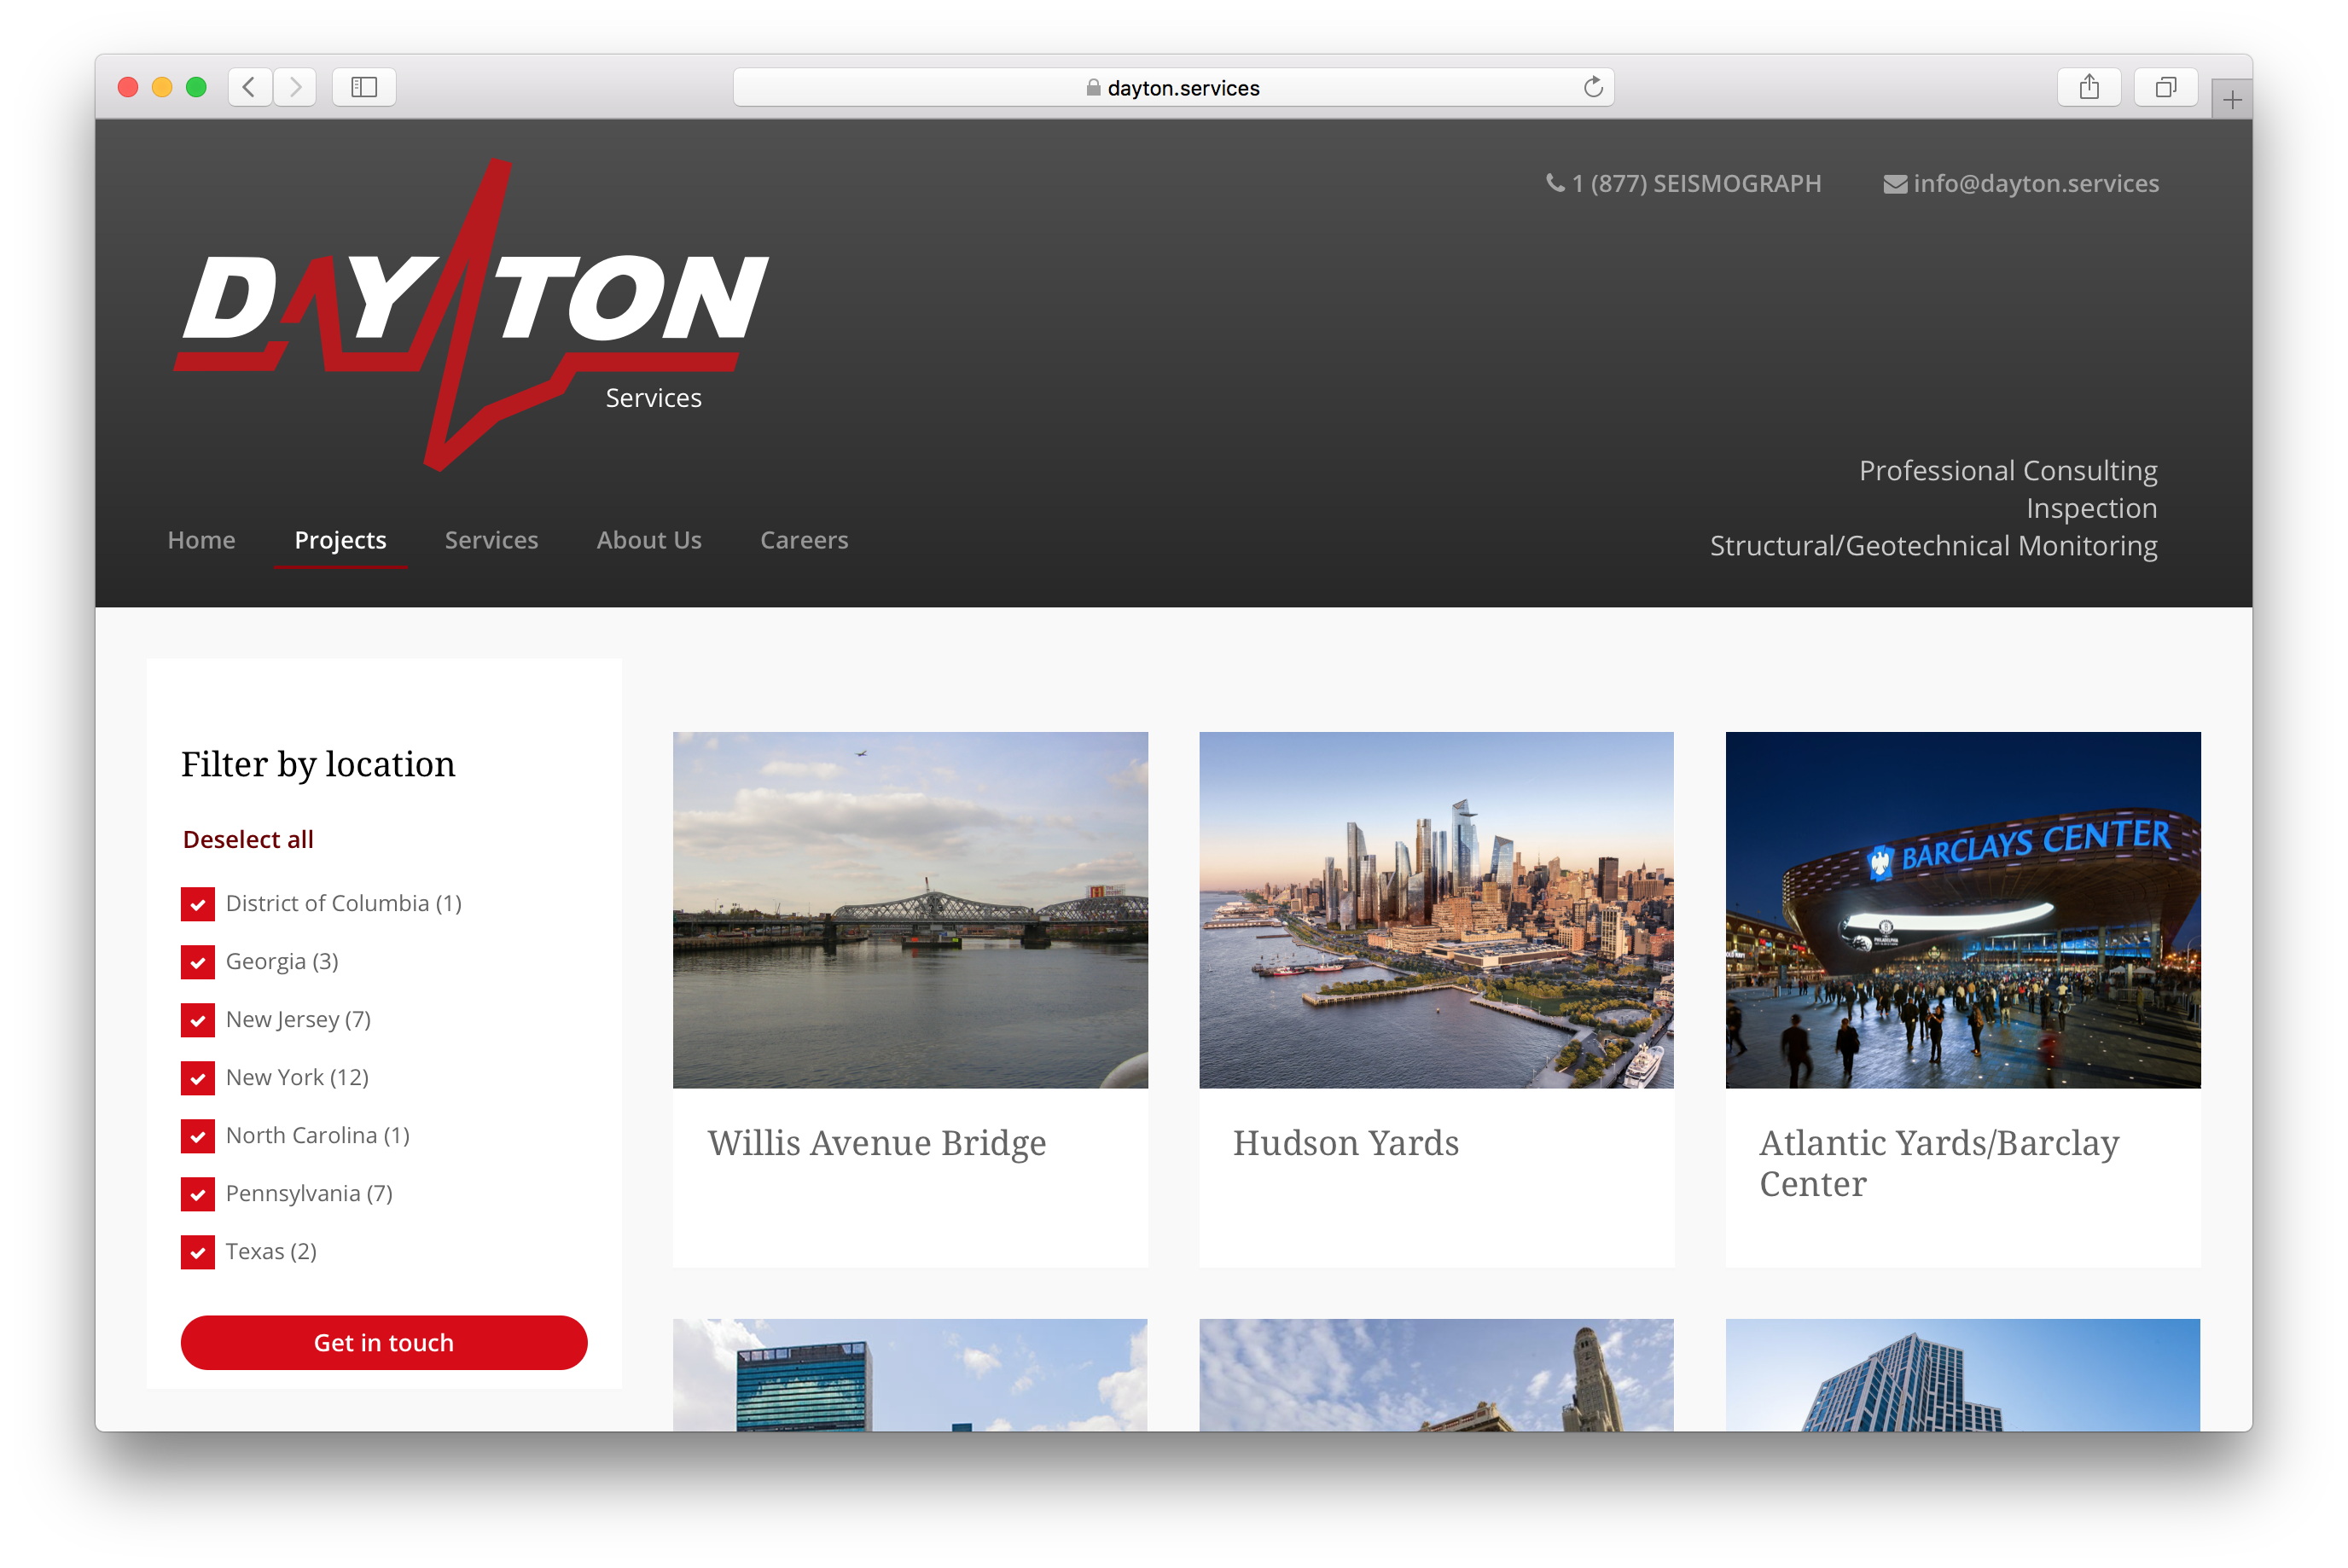 dayton.services
1 (877) SEISMOGRAPH
info@dayton.services
DAYTON
Services
Professional Consulting
Inspection
Structural/Geotechnical Monitoring
Home
Projects
Services
About Us
Careers
Filter by location
Deselect all
District of Columbia (1)
Georgia (3)
New Jersey (7)
New York (12)
North Carolina (1)
Pennsylvania (7)
Texas (2)
Get in touch
BARCLAYS CENTER
Willis Avenue Bridge
Hudson Yards
Atlantic Yards/Barclay
Center